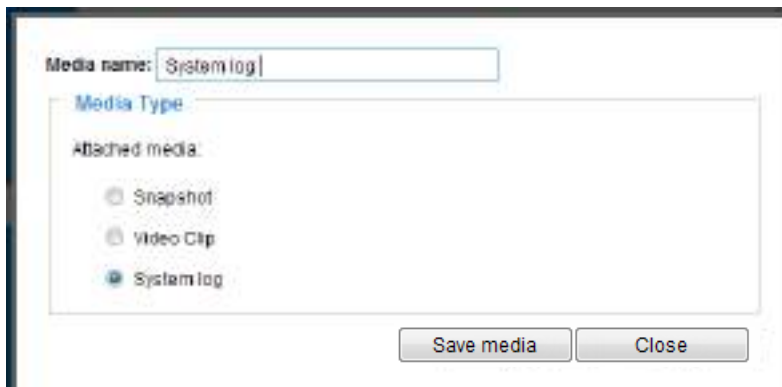 Media name: System log
Media Type
Attached media:
Snapshot
Video Clip
System log
Save media Close